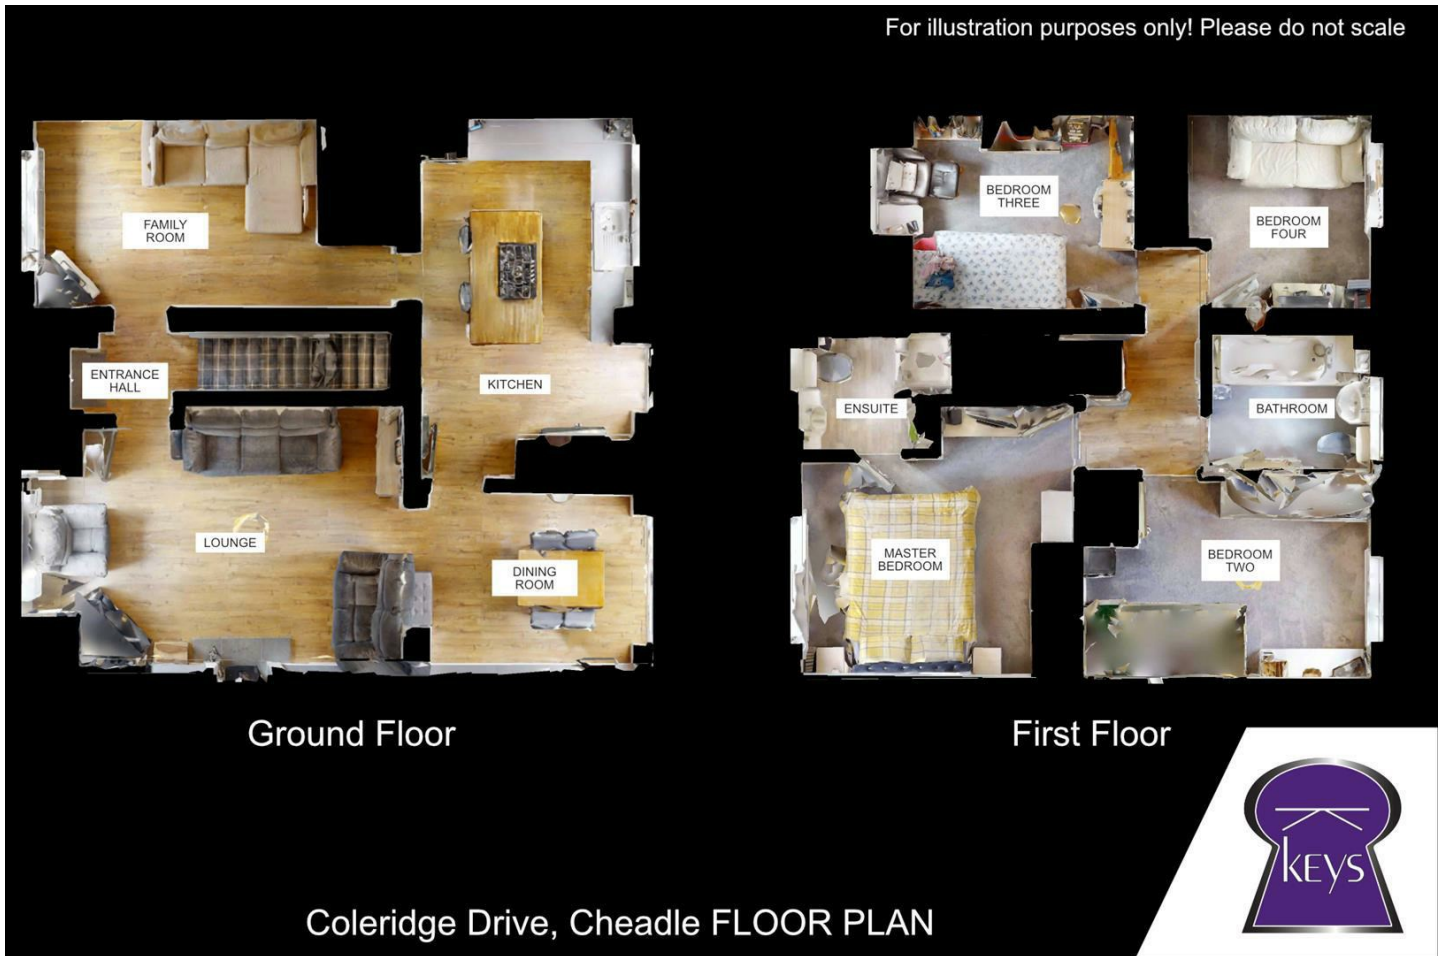 For illustration purposes only! Please do not scale
FAMILY
ROOM
ENTRANCE
HALL
KITCHEN
LOUNGE
DINING
ROOM
BEDROOM
THREE
BEDROOM
FOUR
ENSUITE
BATHROOM
MASTER
BEDROOM
BEDROOM
TWO
Ground Floor
First Floor
KEYS
Coleridge Drive, Cheadle FLOOR PLAN